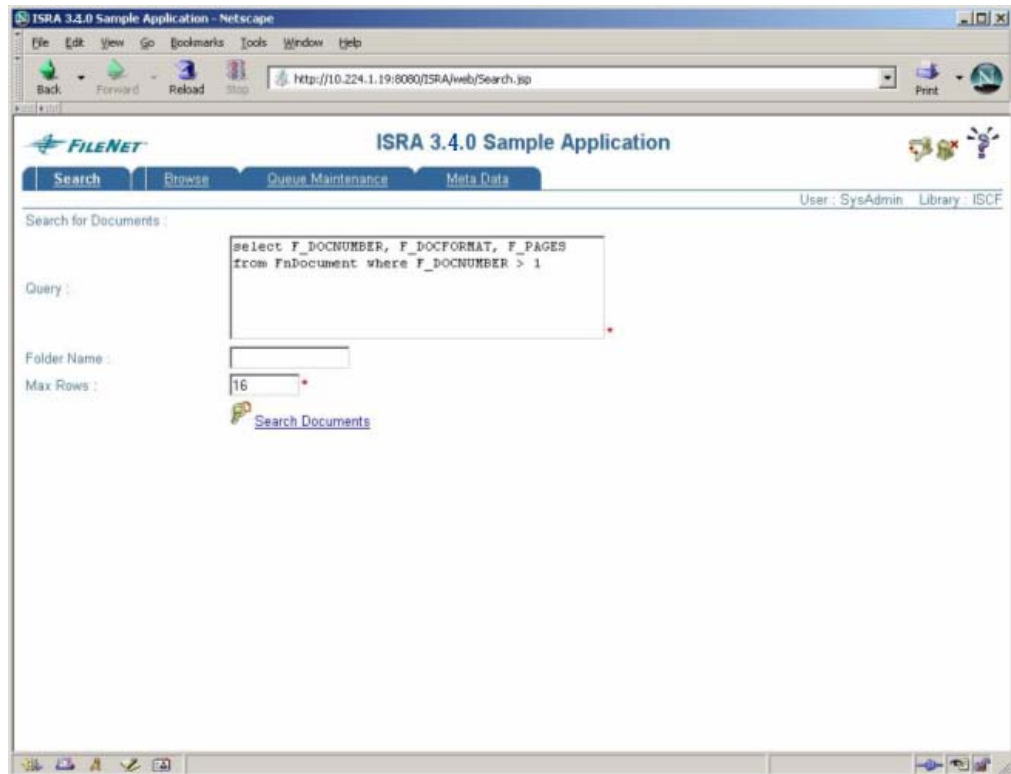 ISRA 3.4.0 Sample Application - Netscape
File Edit View Go Bookmarks Tools Window Help
Back Forward Reload Stop http://10.224.1.19:8080/ISRA/web/Search.jsp Print
FILENET ISRA 3.4.0 Sample Application
Search Browse Queue Maintenance Meta Data
User : SysAdmin Library : ISCF
Search for Documents :
Query :
select F_DOCNUMBER, F_DOCFORMAT, F_PAGES
from FnDocument where F_DOCNUMBER > 1
*
Folder Name :
Max Rows : 16 *
Search Documents